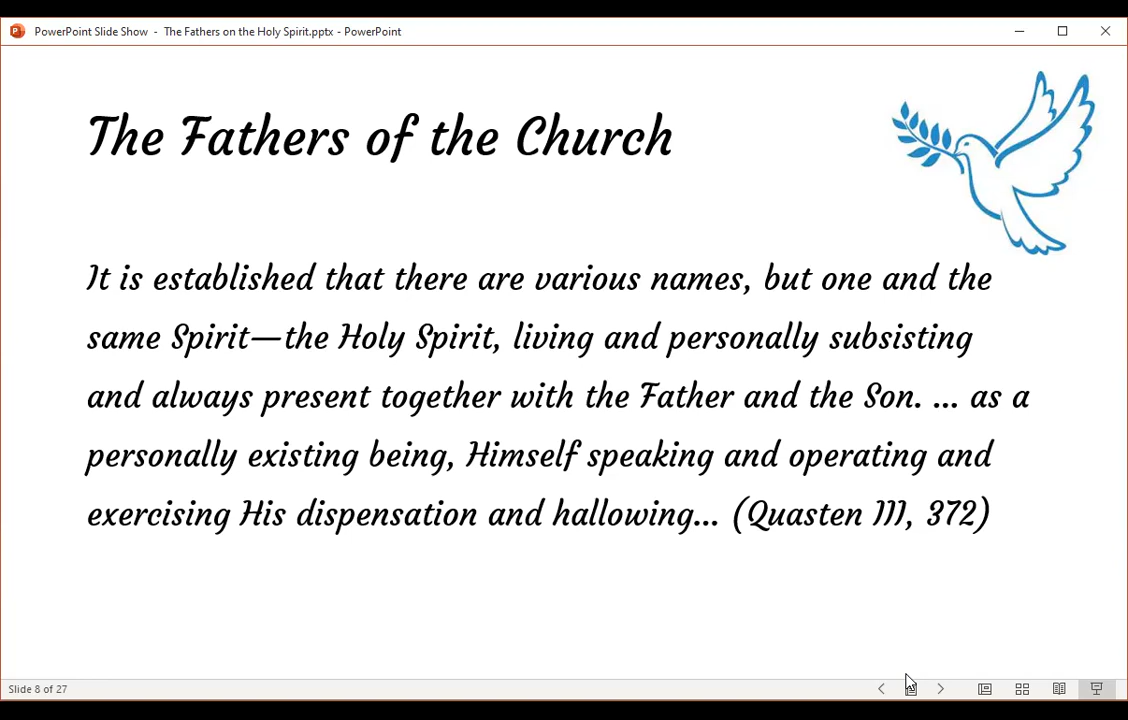 PowerPoint Slide Show - The Fathers on the Holy Spirit.pptx - PowerPoint
The Fathers of the Church
It is established that there are various names, but one and the
same Spirit—the Holy Spirit, living and personally subsisting
and always present together with the Father and the Son. ... as a
personally existing being, Himself speaking and operating and
exercising His dispensation and hallowing... (Quasten III, 372)
Slide 8 of 27